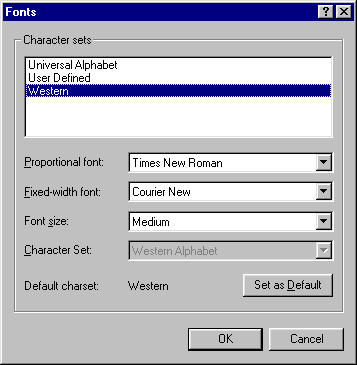 Fonts
Character sets
Universal Alphabet
User Defined
Western
Proportional font: Times New Roman
Fixed-width font: Courier New
Font size: Medium
Character Set: Western Alphabet
Default charset: Western Set as Default
OK Cancel